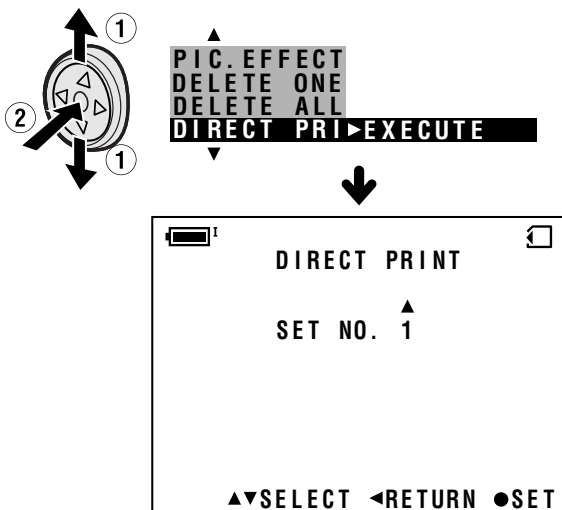 ①
②
①
▲
PIC.EFFECT
DELETE ONE
DELETE ALL
DIRECT PRI►EXECUTE
▼
I
DIRECT PRINT
▲
SET NO. 1
▲▼SELECT ◄RETURN ●SET